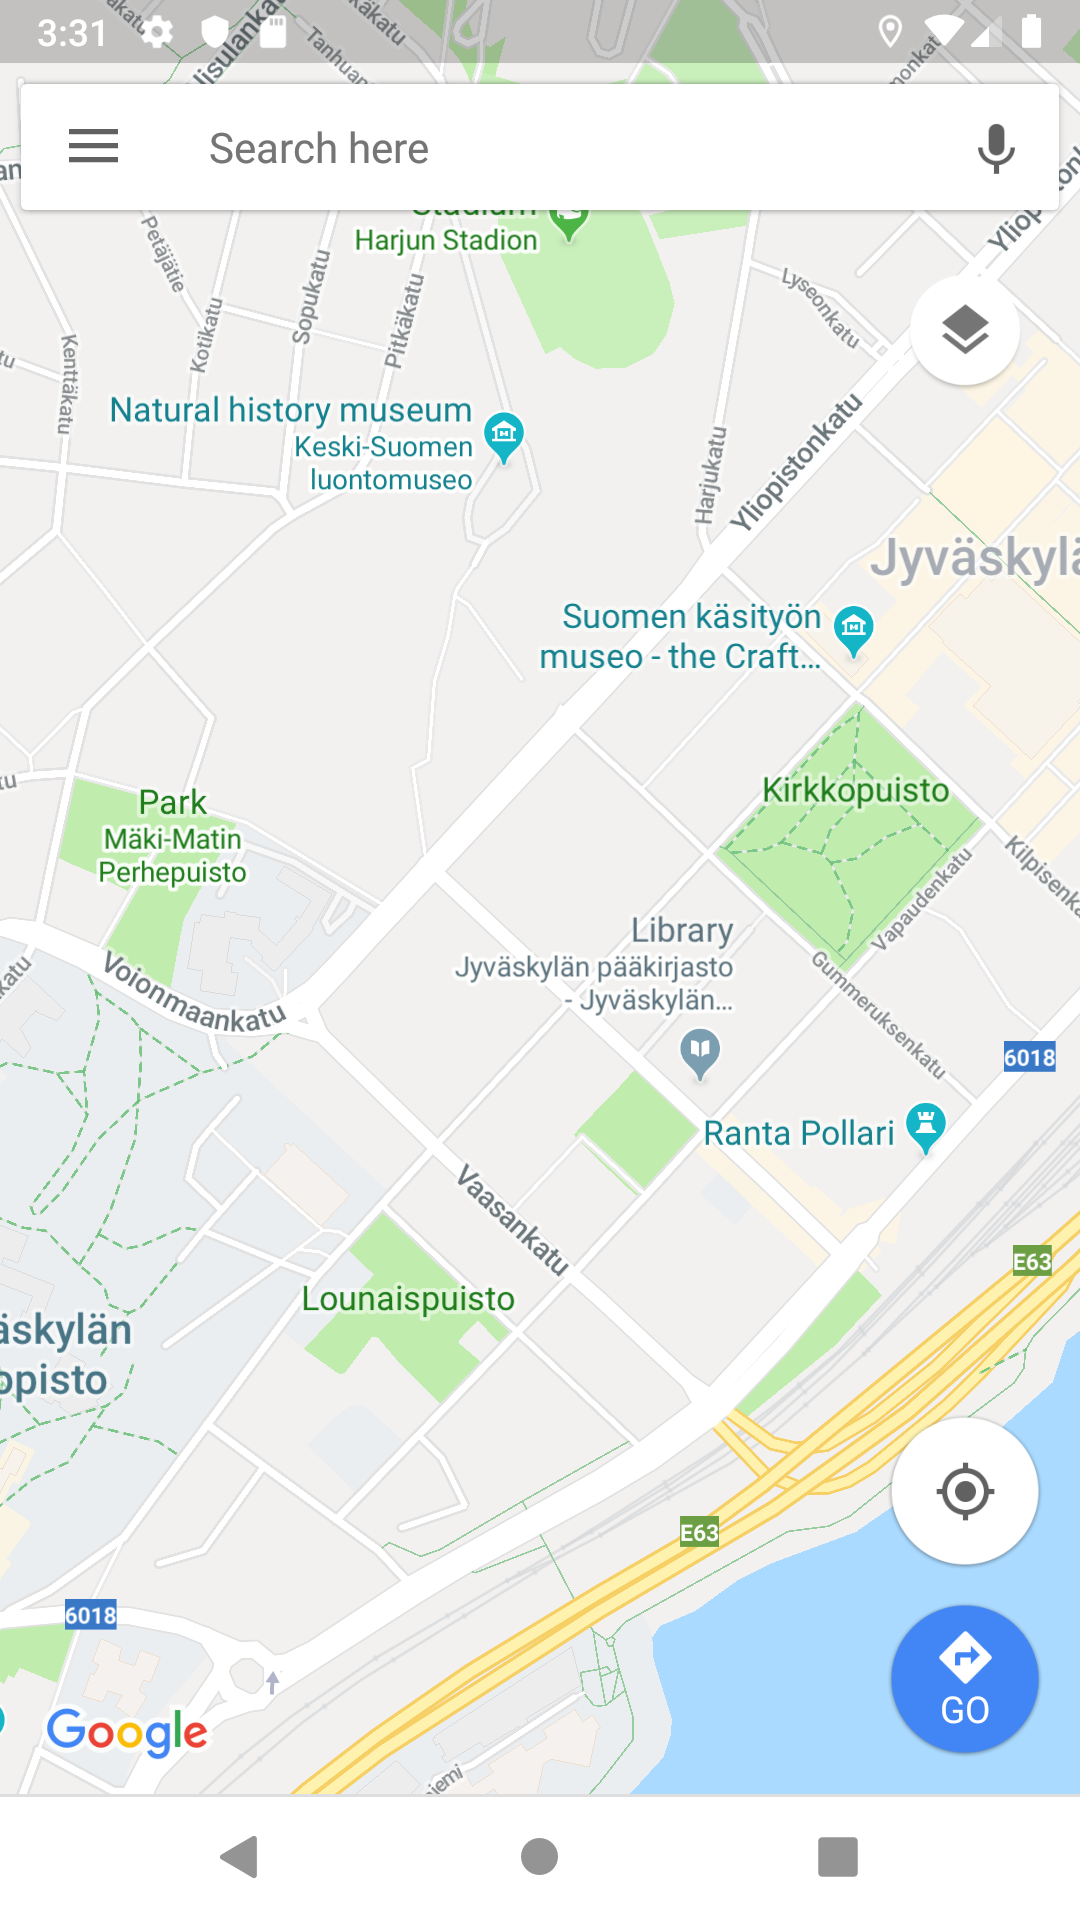 3:31
Search here
Harjun Stadion
Petäjätie
Sopukatu
Kotikatu
Pitkäkatu
Kenttäkatu
Lyseonkatu
Natural history museum
Keski-Suomen
luontomuseo
Harjukatu
Yliopistonkatu
Jyväskylä
Suomen käsityön
museo - the Craft...
Park
Mäki-Matin
Perhepuisto
Kirkkopuisto
Vapaudenkatu
Library
Jyväskylän pääkirjasto
- Jyväskylän...
Voionmaankatu
Gummeruksenkatu
6018
Ranta Pollari
Vaasankatu
E63
Lounaispuisto
äskylän
opisto
E63
6018
GO
Google